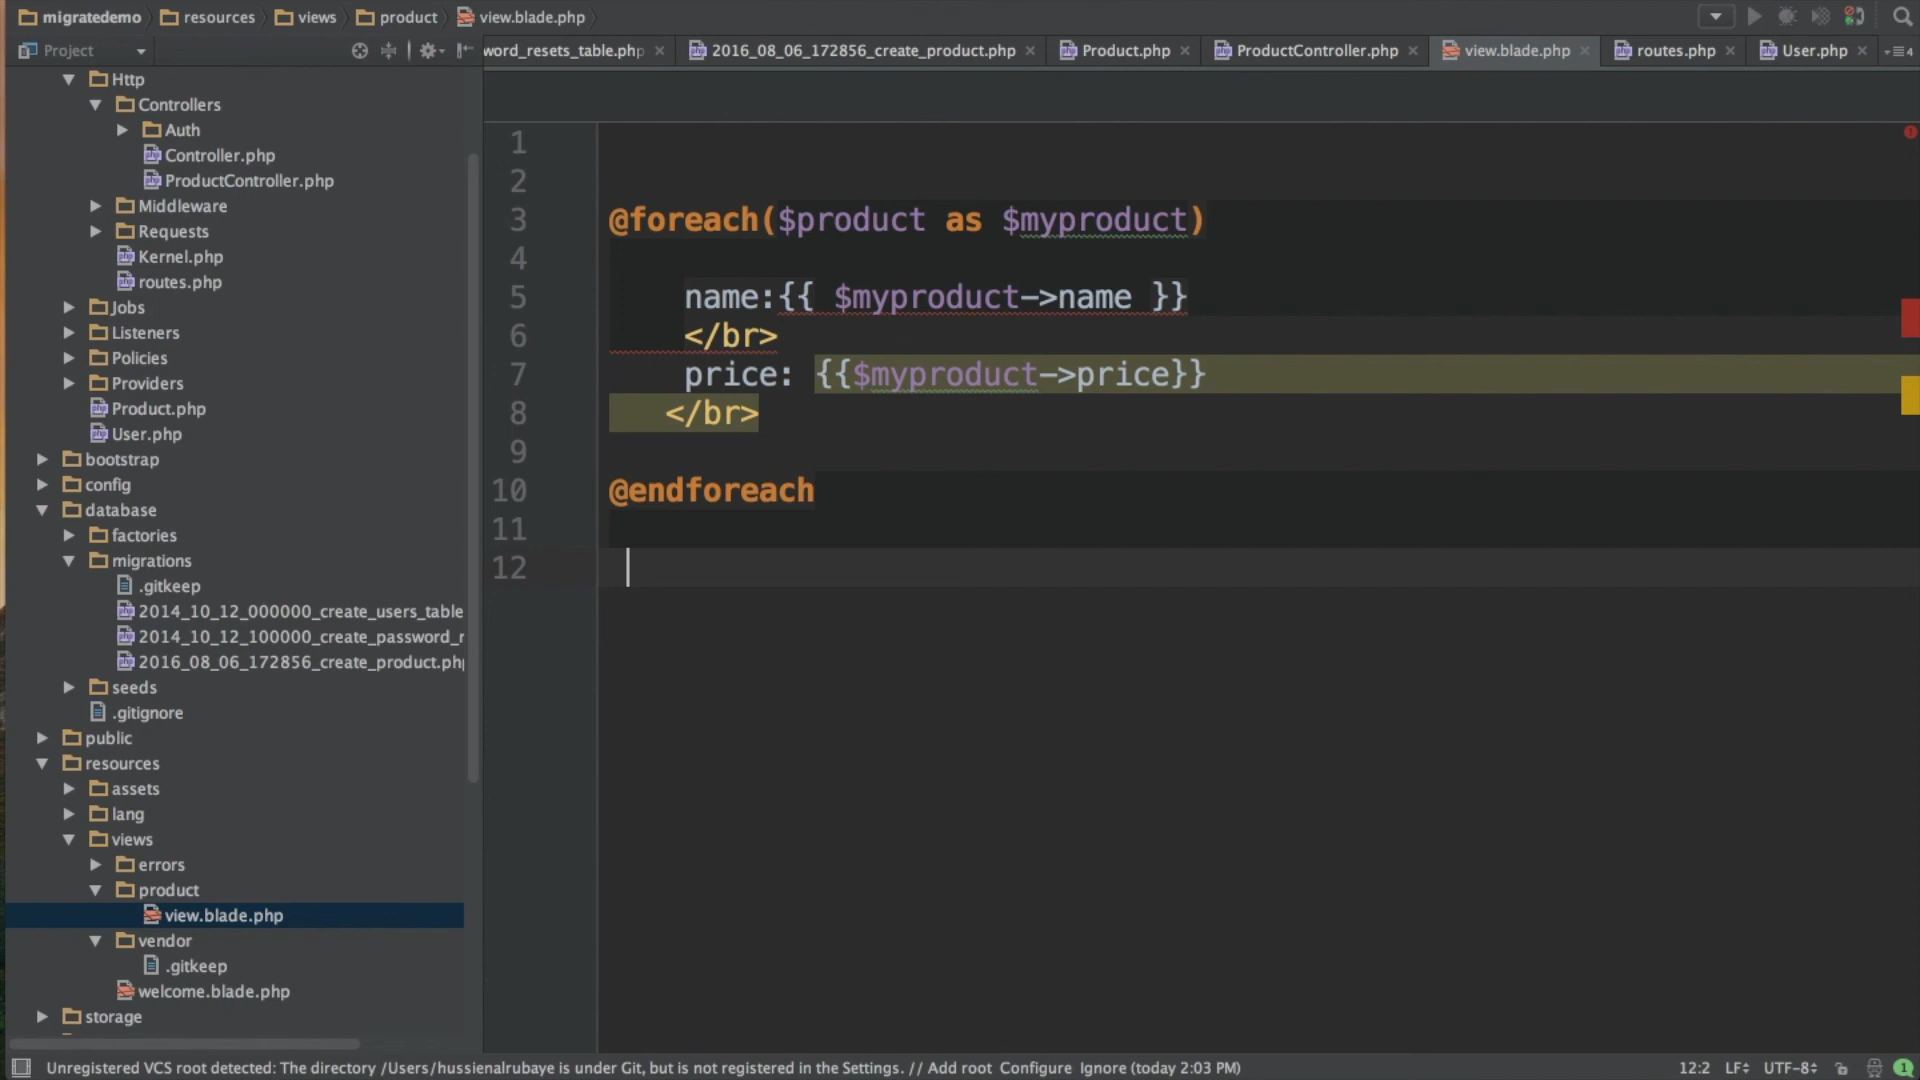 migratedemo resources views product view.blade.php
Project
word_resets_table.php 2016_08_06_172856_create_product.php Product.php ProductController.php view.blade.php routes.php User.php 4
Http
Controllers
Auth
Controller.php
ProductController.php
Middleware
Requests
Kernel.php
routes.php
Jobs
Listeners
Policies
Providers
Product.php
User.php
bootstrap
config
database
factories
migrations
.gitkeep
2014_10_12_000000_create_users_table
2014_10_12_100000_create_password_r
2016_08_06_172856_create_product.php
seeds
.gitignore
public
resources
assets
lang
views
errors
product
view.blade.php
vendor
.gitkeep
welcome.blade.php
storage
1
2
3 @foreach($product as $myproduct)
4
5 name:{{ $myproduct->name }}
6 </br>
7 price: {{$myproduct->price}}
8 </br>
9
10 @endforeach
11
12
Unregistered VCS root detected: The directory /Users/hussienalrubaye is under Git, but is not registered in the Settings. // Add root Configure Ignore (today 2:03 PM) 12:2 LF UTF-8 1